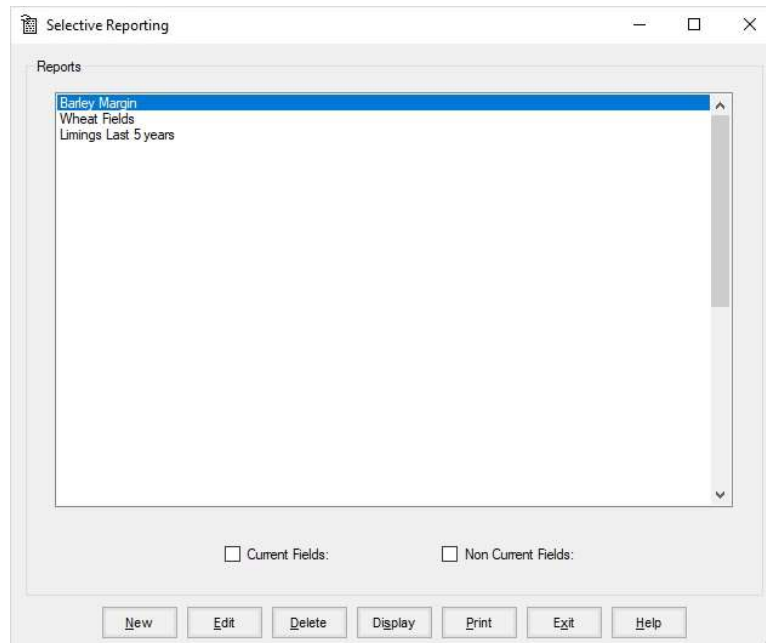 Selective Reporting
Reports
Barley Margin
Wheat Fields
Limings Last 5 years
Current Fields:
Non Current Fields:
New Edit Delete Display Print Exit Help